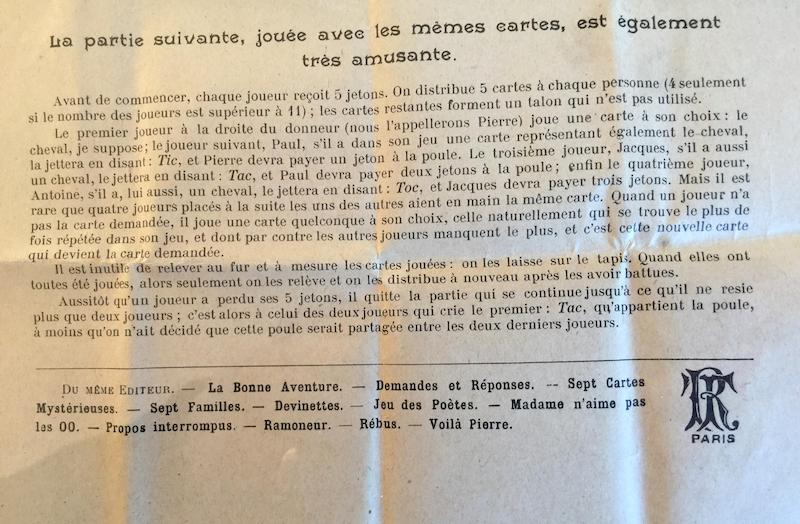 La partie suivante, jouée avec les mêmes cartes, est également
très amusante.
Avant de commencer, chaque joueur reçoit 5 jetons. On distribue 5 cartes à chaque personne (4 seulement
si le nombre des joueurs est supérieur à 11) ; les cartes restantes forment un talon qui n'est pas utilisé.
Le premier joueur à la droite du donneur (nous l'appellerons Pierre) joue une carte à son choix : le
cheval, je suppose; le joueur suivant, Paul, s'il a dans son jeu une carte représentant également le cheval,
la jettera en disant : Tic, et Pierre devra payer un jeton à la poule. Le troisième joueur, Jacques, s'il a aussi
un cheval, le jettera en disant : Tac, et Paul devra payer deux jetons à la poule ; enfin le quatrième joueur,
Antoine, s'il a, lui aussi, un cheval, le jettera en disant : Toc, et Jacques devra payer trois jetons. Mais il est
rare que quatre joueurs placés à la suite les uns des autres aient en main la même carte. Quand un joueur n'a
pas la carte demandée, il joue une carte quelconque à son choix, celle naturellement qui se trouve le plus de
fois répétée dans son jeu, et dont par contre les autres joueurs manquent le plus, et c'est cette nouvelle carte
qui devient la carte demandée.
Il est inutile de relever au fur et à mesure les cartes jouées : on les laisse sur le tapis. Quand elles ont
toutes été jouées, alors seulement on les relève et on les distribue à nouveau après les avoir battues.
Aussitôt qu'un joueur a perdu ses 5 jetons, il quitte la partie qui se continue jusqu'à ce qu'il ne reste
plus que deux joueurs ; c'est alors à celui des deux joueurs qui crie le premier : Tac, qu'appartient la poule,
à moins qu'on n'ait décidé que cette poule serait partagée entre les deux derniers joueurs.
DU MÊME EDITEUR. — La Bonne Aventure. — Demandes et Réponses. — Sept Cartes
Mystérieuses. — Sept Familles. — Devinettes. — Jeu des Poètes. — Madame n'aime pas
les OO. — Propos interrompus. — Ramoneur. — Rébus. — Voilà Pierre.
PARIS